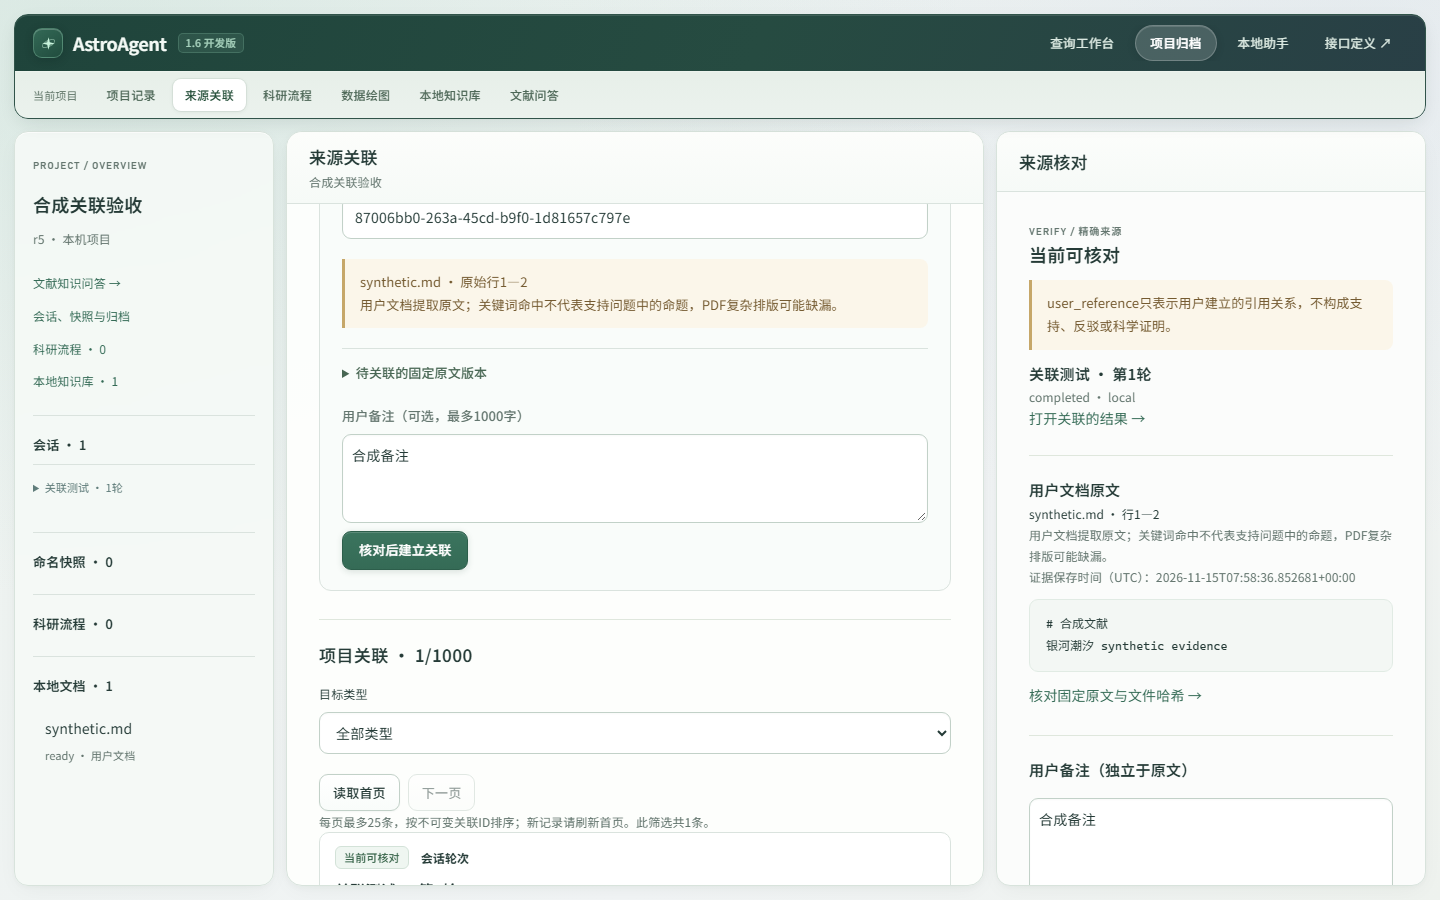 AstroAgent
1.6 开发版
查询工作台
项目归档
本地助手
接口定义 ↗
当前项目
项目记录
来源关联
科研流程
数据绘图
本地知识库
文献问答
PROJECT / OVERVIEW
合成关联验收
r5 · 本机项目
文献知识问答 →
会话、快照与归档
科研流程 · 0
本地知识库 · 1
会话 · 1
▶ 关联测试 · 1轮
命名快照 · 0
科研流程 · 0
本地文档 · 1
synthetic.md
ready · 用户文档
来源关联
合成关联验收
87006bb0-263a-45cd-b9f0-1d81657c797e
synthetic.md · 原始行1—2
用户文档提取原文；关键词命中不代表支持问题中的命题，PDF复杂排版可能缺漏。
▶ 待关联的固定原文版本
用户备注（可选，最多1000字）
合成备注
核对后建立关联
项目关联 · 1/1000
目标类型
全部类型
读取首页
下一页
每页最多25条，按不可变关联ID排序；新记录请刷新首页。此筛选共1条。
当前可核对
会话轮次
来源核对
VERIFY / 精确来源
当前可核对
user_reference只表示用户建立的引用关系，不构成支
持、反驳或科学证明。
关联测试 · 第1轮
completed · local
打开关联的结果 →
用户文档原文
synthetic.md · 行1—2
用户文档提取原文；关键词命中不代表支持问题中的命题，PDF复杂
排版可能缺漏。
证据保存时间（UTC）：2026-11-15T07:58:36.852681+00:00
# 合成文献
银河潮汐 synthetic evidence
核对固定原文与文件哈希 →
用户备注（独立于原文）
合成备注